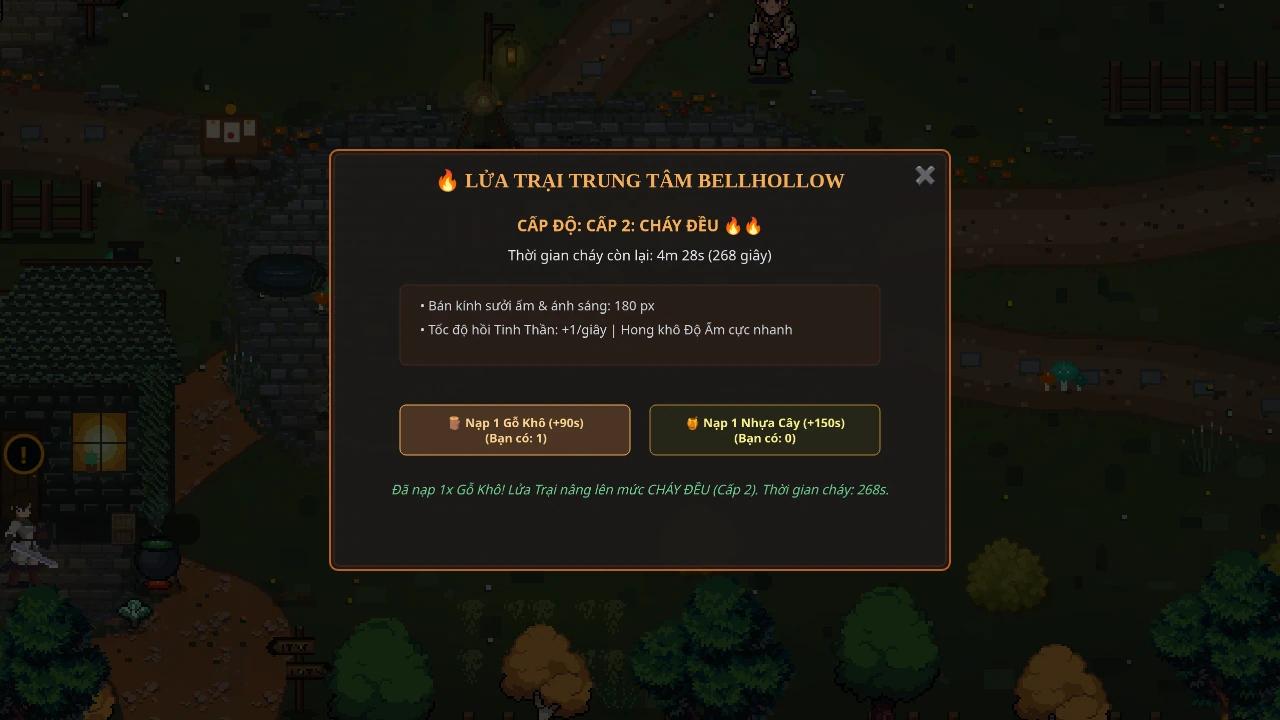 🔥 LỬA TRẠI TRUNG TÂM BELLHOLLOW
CẤP ĐỘ: CẤP 2: CHÁY ĐỀU 🔥🔥
Thời gian cháy còn lại: 4m 28s (268 giây)
• Bán kính sưởi ấm & ánh sáng: 180 px
• Tốc độ hồi Tinh Thần: +1/giây | Hong khô Độ Ẩm cực nhanh
🪵 Nạp 1 Gỗ Khô (+90s)
(Bạn có: 1)
🍯 Nạp 1 Nhựa Cây (+150s)
(Bạn có: 0)
Đã nạp 1x Gỗ Khô! Lửa Trại nâng lên mức CHÁY ĐỀU (Cấp 2). Thời gian cháy: 268s.